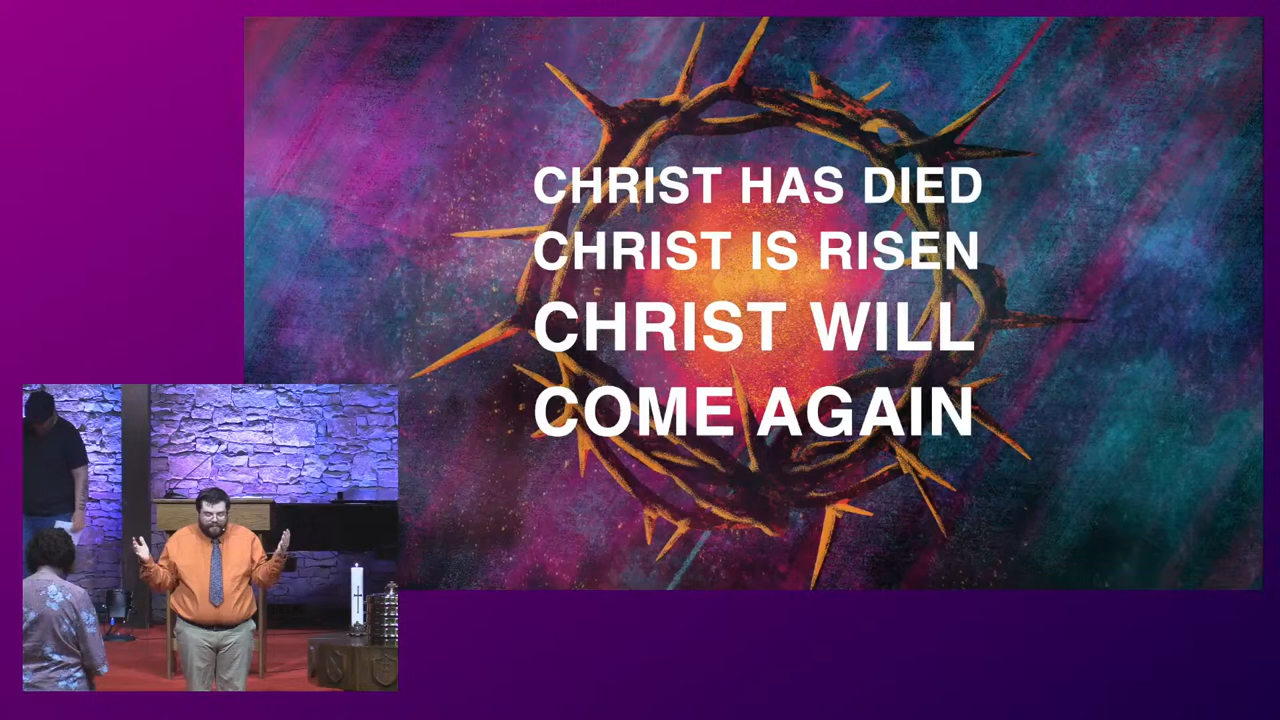 CHRIST HAS DIED
CHRIST IS RISEN
CHRIST WILL
COME AGAIN